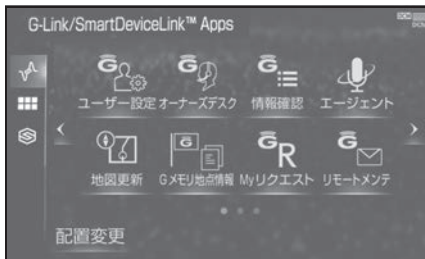 G-Link/SmartDeviceLink™ Apps
ユーザー設定 オーナーズデスク 情報確認 エージェント
地図更新 Gメモリ地点情報 Myリクエスト リモートメンテ
配置変更